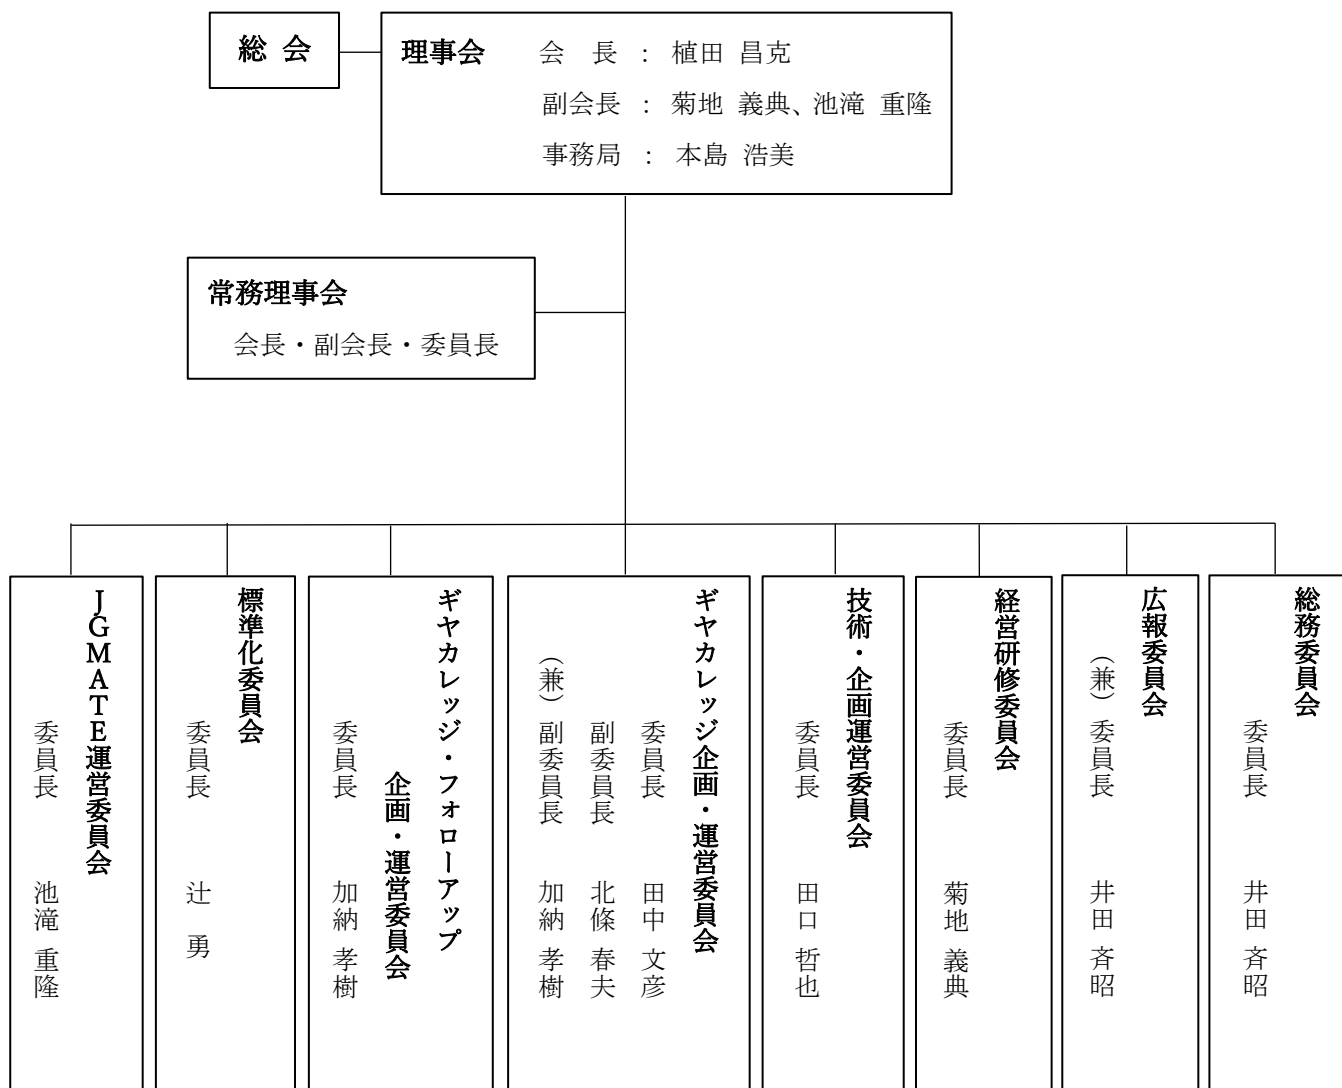 総 会
理事会 会 長 : 植田 昌克
副会長 : 菊地 義典、池滝 重隆
事務局 : 本島 浩美
常務理事会
会長・副会長・委員長
総務委員会
委員長 井田 斉昭
広報委員会
(兼)委員長 井田 斉昭
経営研修委員会
委員長 菊地 義典
技術・企画運営委員会
委員長 田口 哲也
ギヤカレッジ企画・運営委員会
委員長 田中 文彦
副委員長 北條 春夫
(兼)副委員長 加納 孝樹
ギヤカレッジ・フォローアップ
企画・運営委員会
委員長 加納 孝樹
標準化委員会
委員長 辻 勇
JGMATE運営委員会
委員長 池滝 重隆